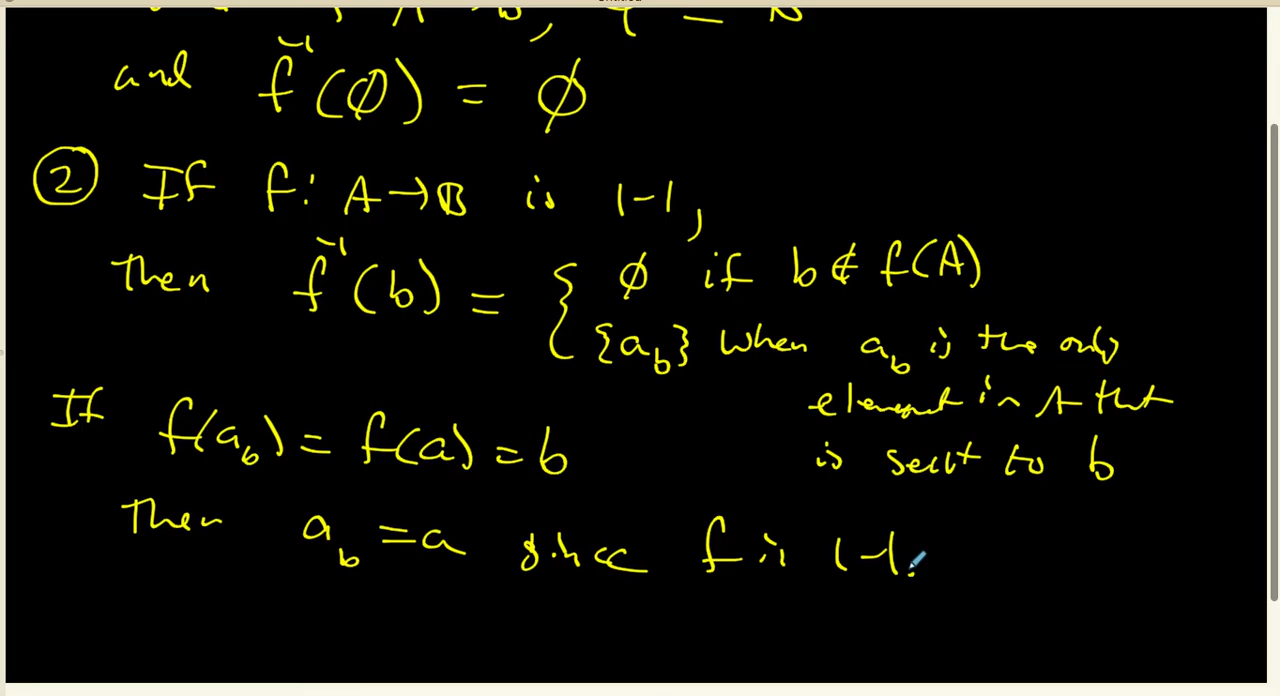 and f⁻¹(∅) = ∅
② If f: A→B is 1-1,
then f⁻¹(b) = { ∅ if b ∉ f(A)
{a_b} when a_b is the only
element in A that
is sent to b
If f(a_b) = f(a) = b
Then a_b = a since f is 1-1.